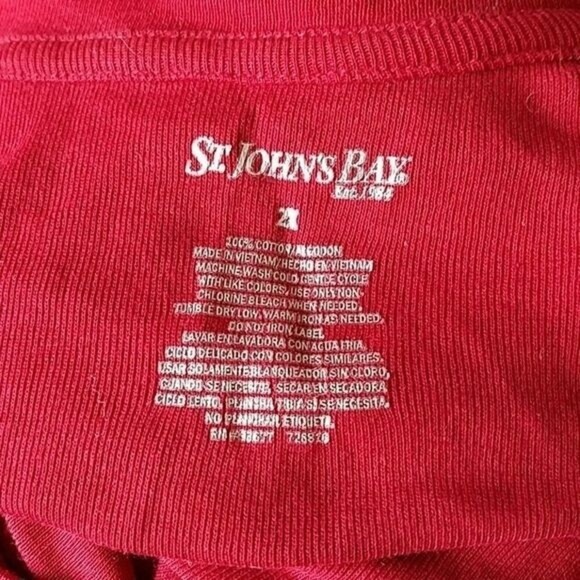 ST. JOHN'S BAY®
Est. 1984
2X
100% COTTON/ALGODON
MADE IN VIETNAM/HECHO EN VIETNAM
MACHINE WASH COLD GENTLE CYCLE
WITH LIKE COLORS, USE ONLY NON-
CHLORINE BLEACH WHEN NEEDED.
TUMBLE DRY LOW. WARM IRON AS NEEDED.
DO NOT IRON LABEL
LAVAR EN LAVADORA CON AGUA FRIA.
CICLO DELICADO CON COLORES SIMILARES.
USAR SOLAMENTE BLANQUEADOR SIN CLORO,
CUANDO SE NECESITE, SECAR EN SECADORA
CICLO LENTO, PLANCHA TIBIA SI SE NECESITA.
NO PLANCHAR ETIQUETA.
726810